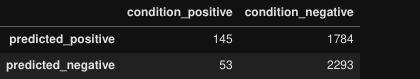 condition_positive condition_negative
predicted_positive 145 1784
predicted_negative 53 2293